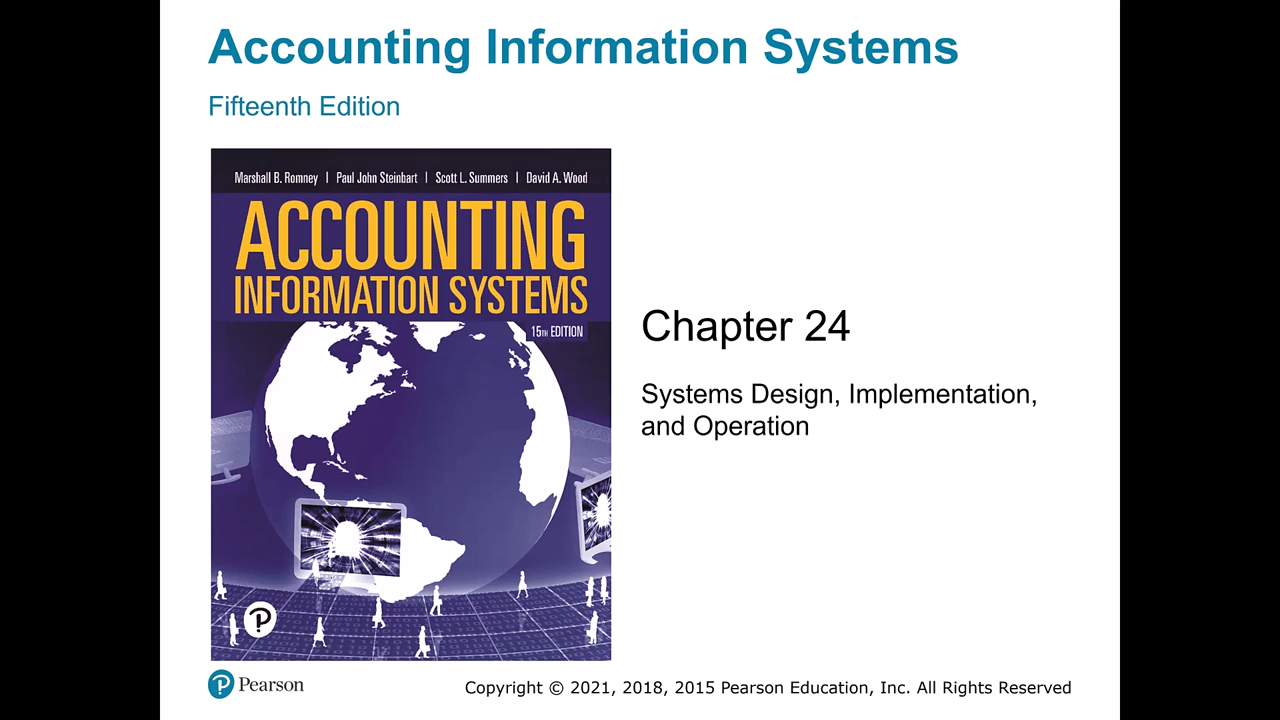 Accounting Information Systems
Fifteenth Edition
Marshall B. Romney | Paul John Steinbart | Scott L. Summers | David A. Wood
ACCOUNTING
INFORMATION SYSTEMS
15TH EDITION
Chapter 24
Systems Design, Implementation,
and Operation
P
P Pearson
Copyright © 2021, 2018, 2015 Pearson Education, Inc. All Rights Reserved